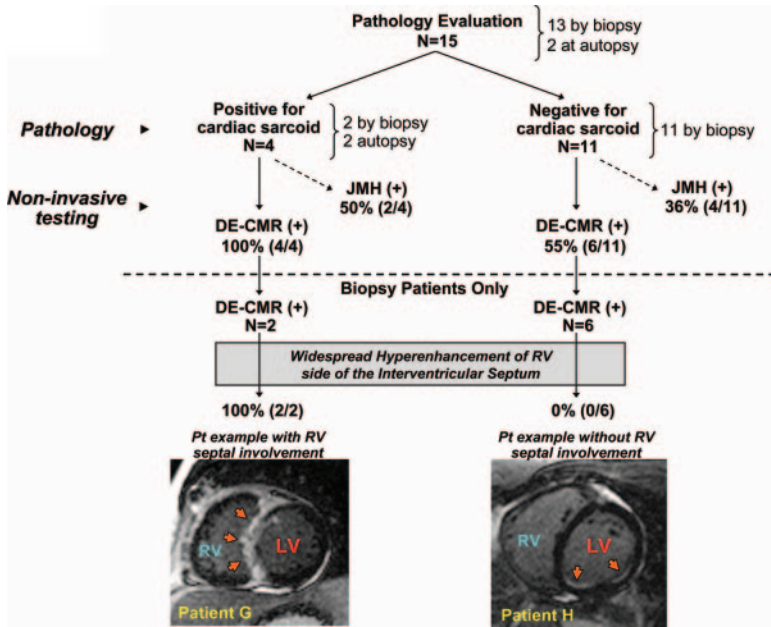 Pathology Evaluation
N=15
13 by biopsy
2 at autopsy
Pathology
Positive for
cardiac sarcoid
N=4
2 by biopsy
2 autopsy
Negative for
cardiac sarcoid
N=11
11 by biopsy
Non-invasive
testing
JMH (+)
50% (2/4)
JMH (+)
36% (4/11)
DE-CMR (+)
100% (4/4)
DE-CMR (+)
55% (6/11)
Biopsy Patients Only
DE-CMR (+)
N=2
DE-CMR (+)
N=6
Widespread Hyperenhancement of RV
side of the Interventricular Septum
100% (2/2)
0% (0/6)
Pt example with RV
septal involvement
Pt example without RV
septal involvement
RV
LV
Patient G
RV
LV
Patient H